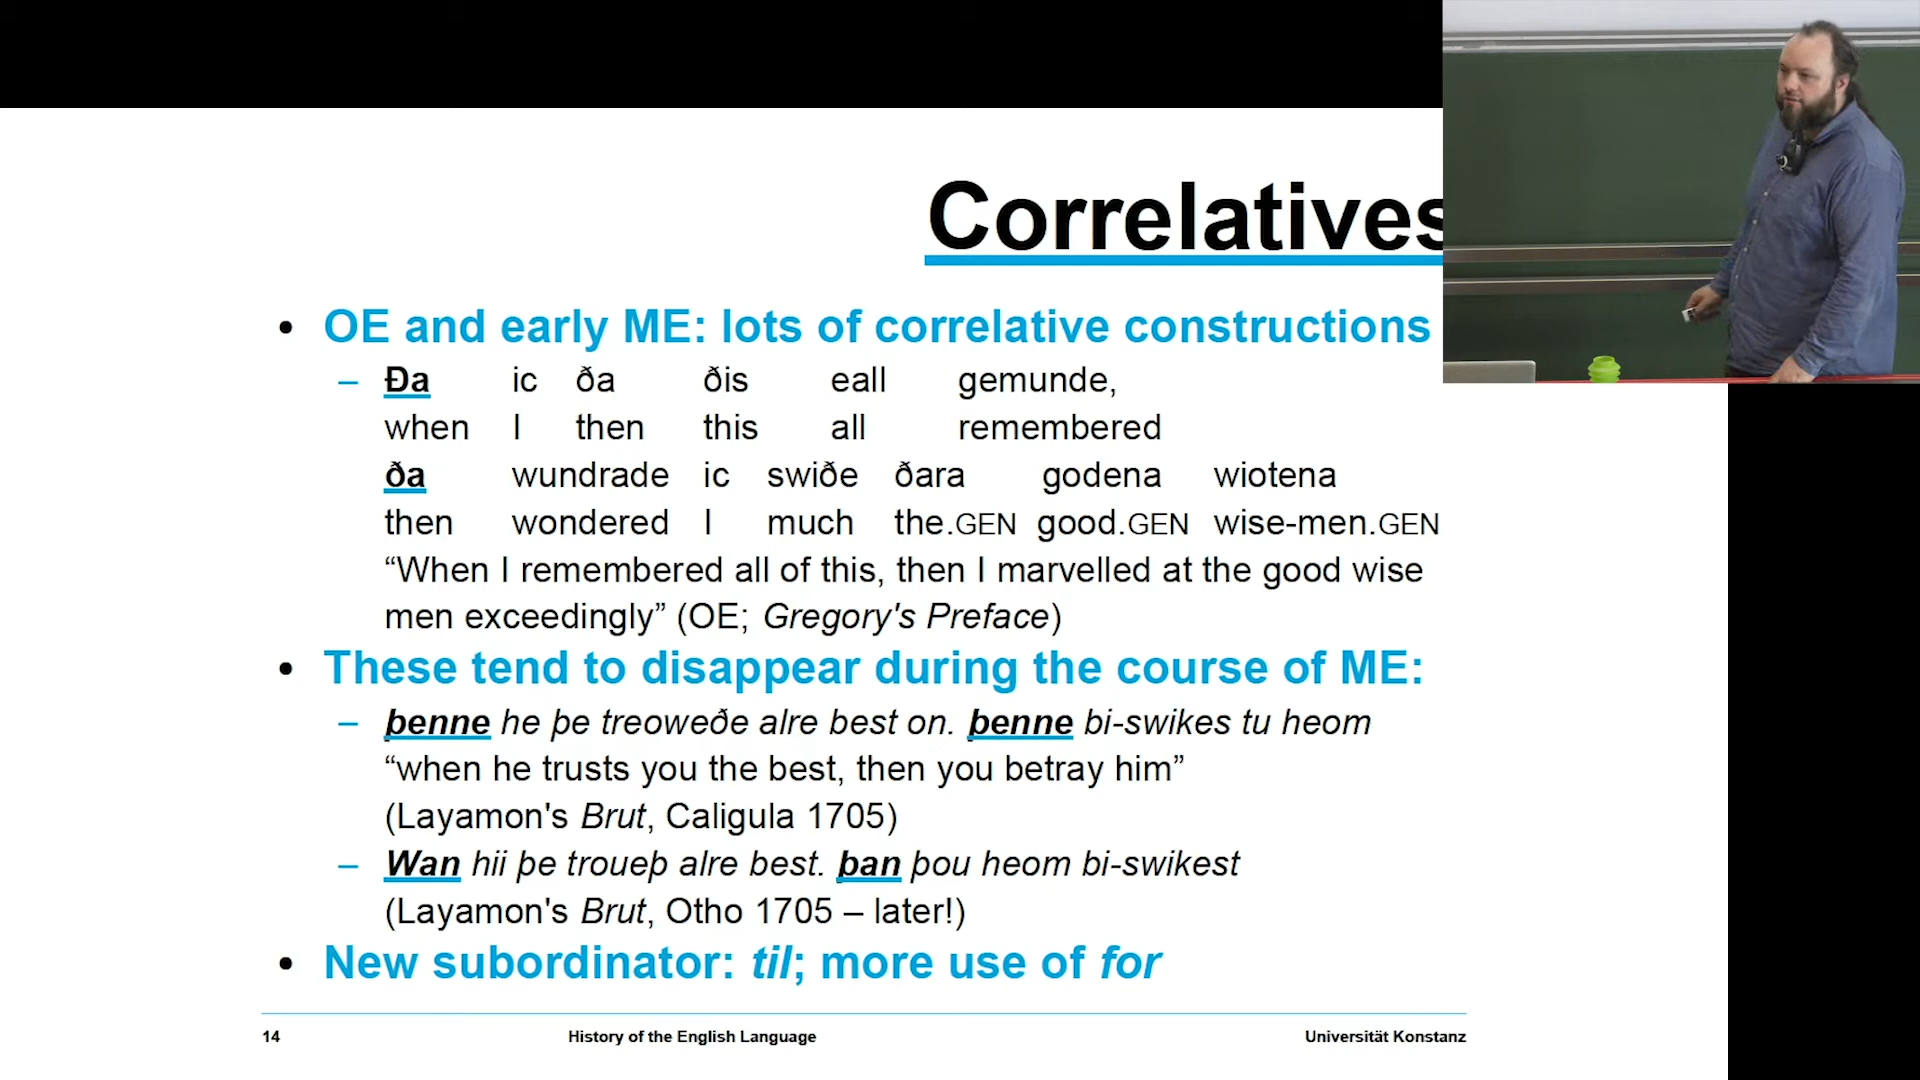 Correlatives
• OE and early ME: lots of correlative constructions
– Ða ic ða ðis eall gemunde,
when I then this all remembered
ða wundrade ic swiðe ðara godena wiotena
then wondered I much the.GEN good.GEN wise-men.GEN
“When I remembered all of this, then I marvelled at the good wise
men exceedingly” (OE; Gregory's Preface)
• These tend to disappear during the course of ME:
– þenne he þe treoweðe alre best on. þenne bi-swikes tu heom
“when he trusts you the best, then you betray him”
(Layamon's Brut, Caligula 1705)
– Wan hii þe troueþ alre best. þan þou heom bi-swikest
(Layamon's Brut, Otho 1705 – later!)
• New subordinator: til; more use of for
14 History of the English Language Universität Konstanz